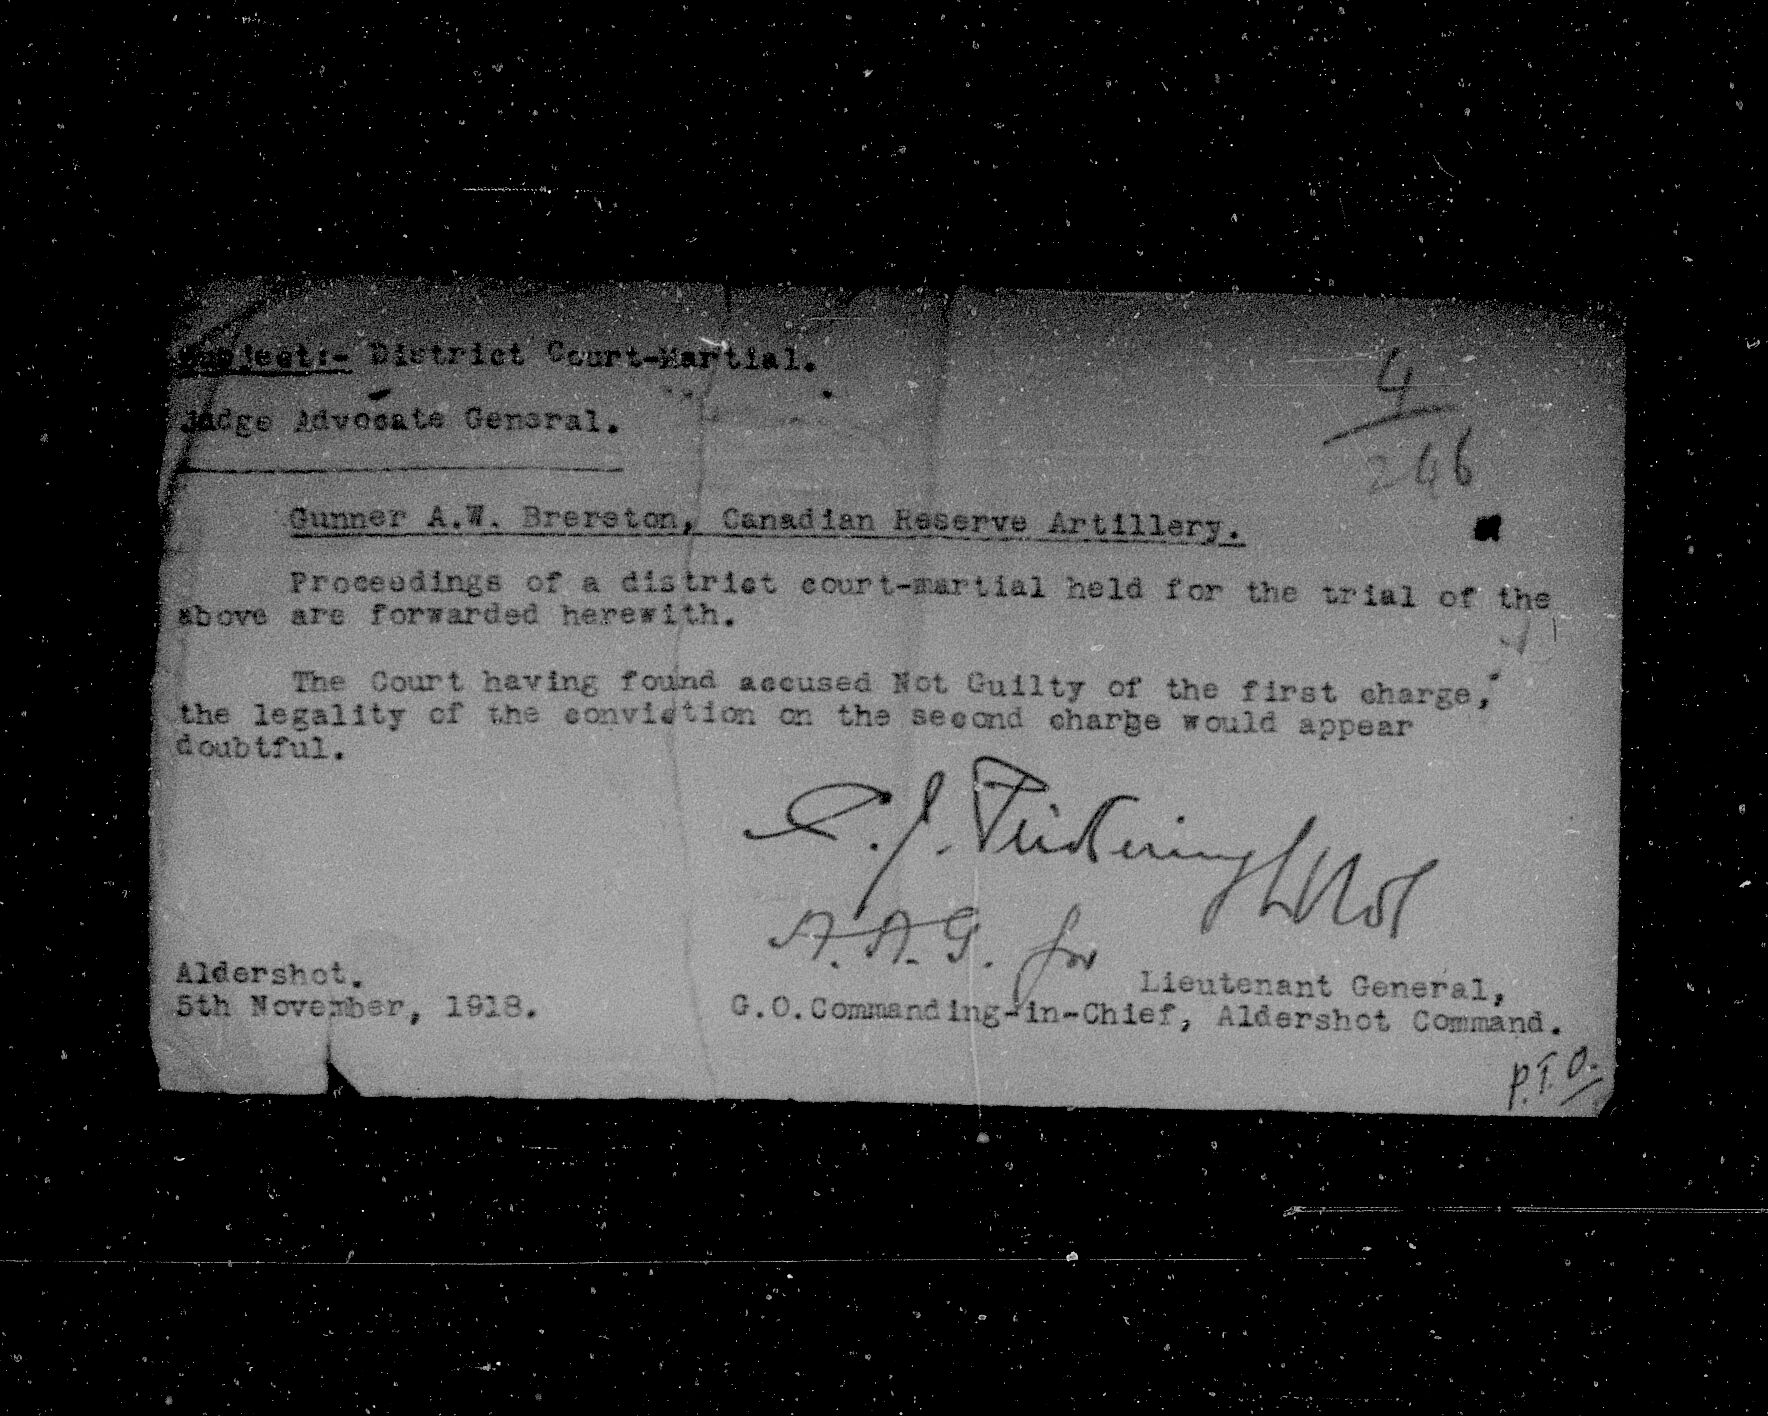 Subject:- District Court-Martial.
4
246
Judge Advocate General.
Gunner A.W. Brereton, Canadian Reserve Artillery.
Proceedings of a district court-martial held for the trial of the
above are forwarded herewith.
The Court having found accused Not Guilty of the first charge,
the legality of the conviction on the second charge would appear
doubtful.
A.A.G. for
Lieutenant General,
G.O.Commanding-in-Chief, Aldershot Command.
Aldershot.
5th November, 1918.
P.T.O.